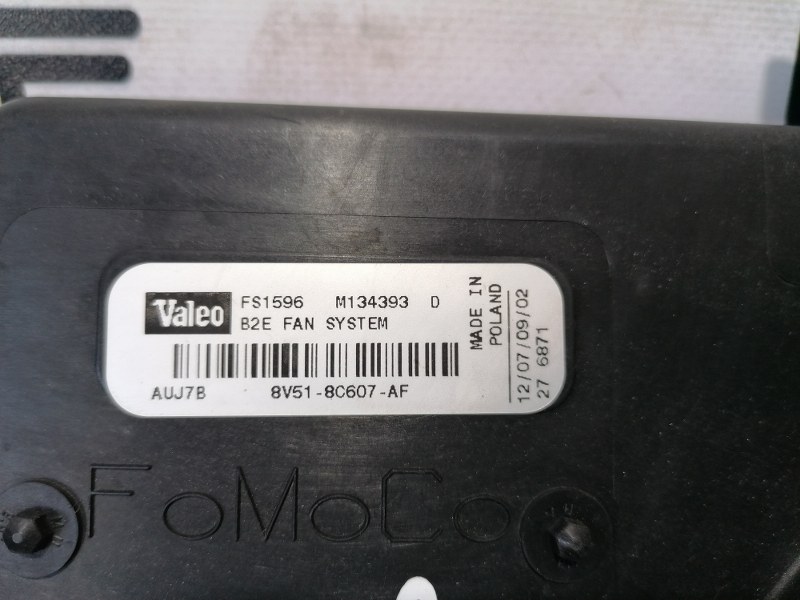 Valeo
FS1596 M134393 D
B2E FAN SYSTEM
AUJ7B 8V51-8C607-AF
MADE IN
POLAND
12/07/09/02
27 6871
FoMoCo